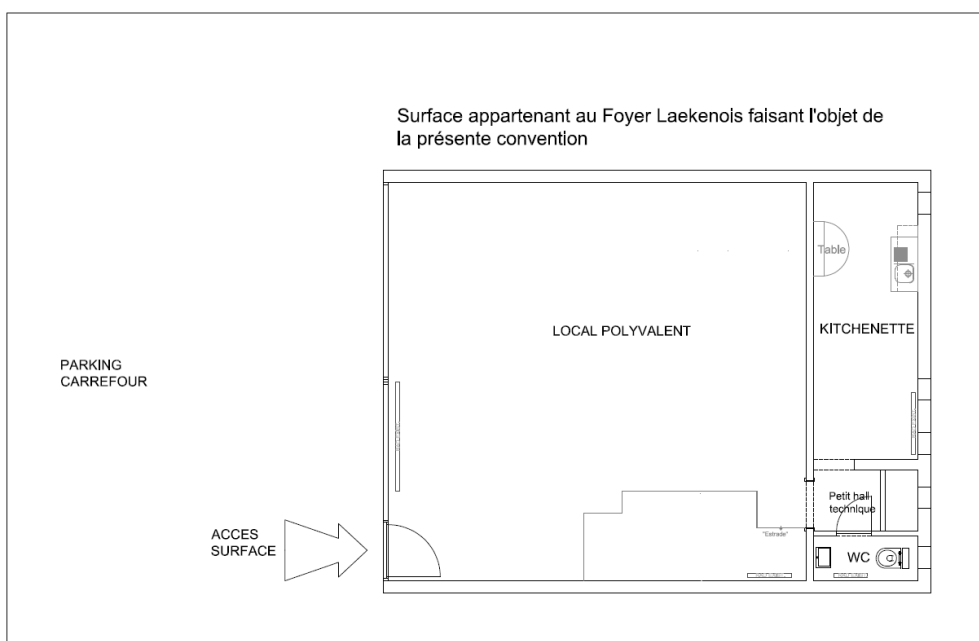 Surface appartenant au Foyer Laekenois faisant l'objet de
la présente convention
Table
LOCAL POLYVALENT
KITCHENETTE
PARKING
CARREFOUR
Petit hall
technique
ACCES
SURFACE
"Estrade"
WC